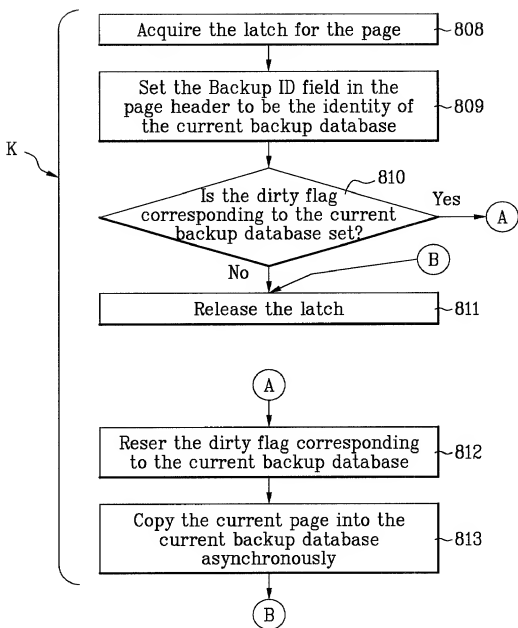 Acquire the latch for the page
808
Set the Backup ID field in the
page header to be the identity of
the current backup database
809
K
810
Is the dirty flag
corresponding to the current
backup database set?
Yes
A
B
No
Release the latch
811
A
Reser the dirty flag corresponding
to the current backup database
812
Copy the current page into the
current backup database
asynchronously
813
B